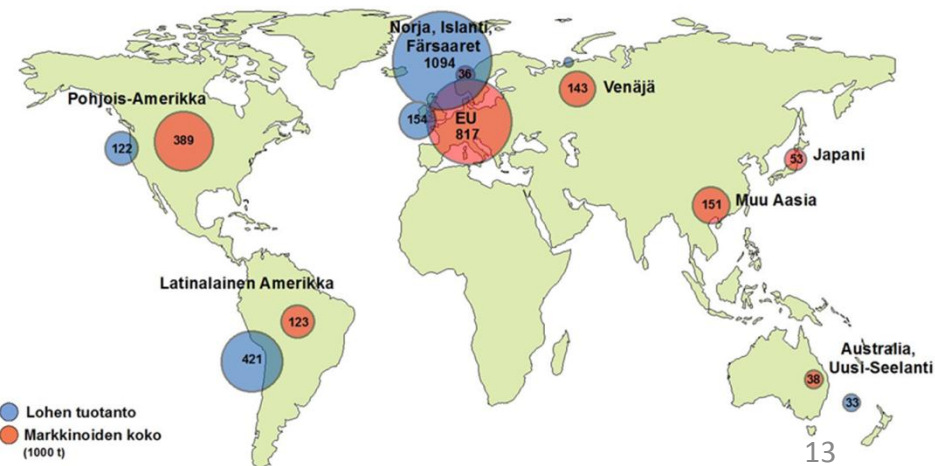 Norja, Islanti,
Färsaaret
1094
36
Pohjois-Amerikka
122
389
154
EU
817
143
Venäjä
53
Japani
151
Muu Aasia
Latinalainen Amerikka
123
421
Australia,
Uusi-Seelanti
38
33
Lohen tuotanto
Markkinoiden koko
(1000 t)
13